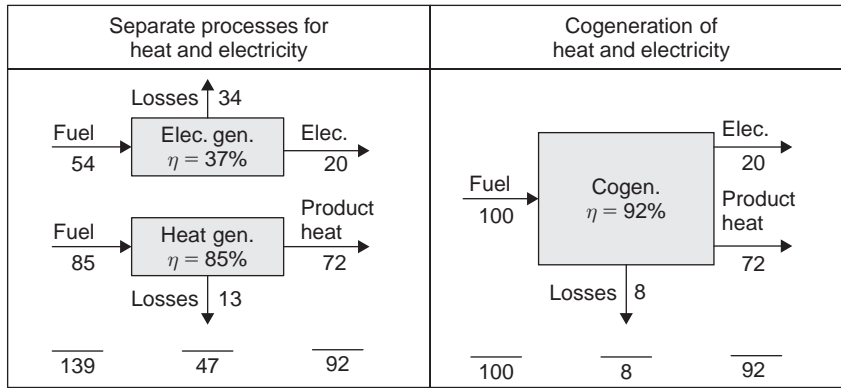 Separate processes for
heat and electricity
Losses 34
Fuel
54
Elec. gen.
η = 37%
Elec.
20
Fuel
85
Heat gen.
η = 85%
Product
heat
72
Losses 13
139 47 92
Cogeneration of
heat and electricity
Fuel
100
Cogen.
η = 92%
Elec.
20
Product
heat
72
Losses 8
100 8 92